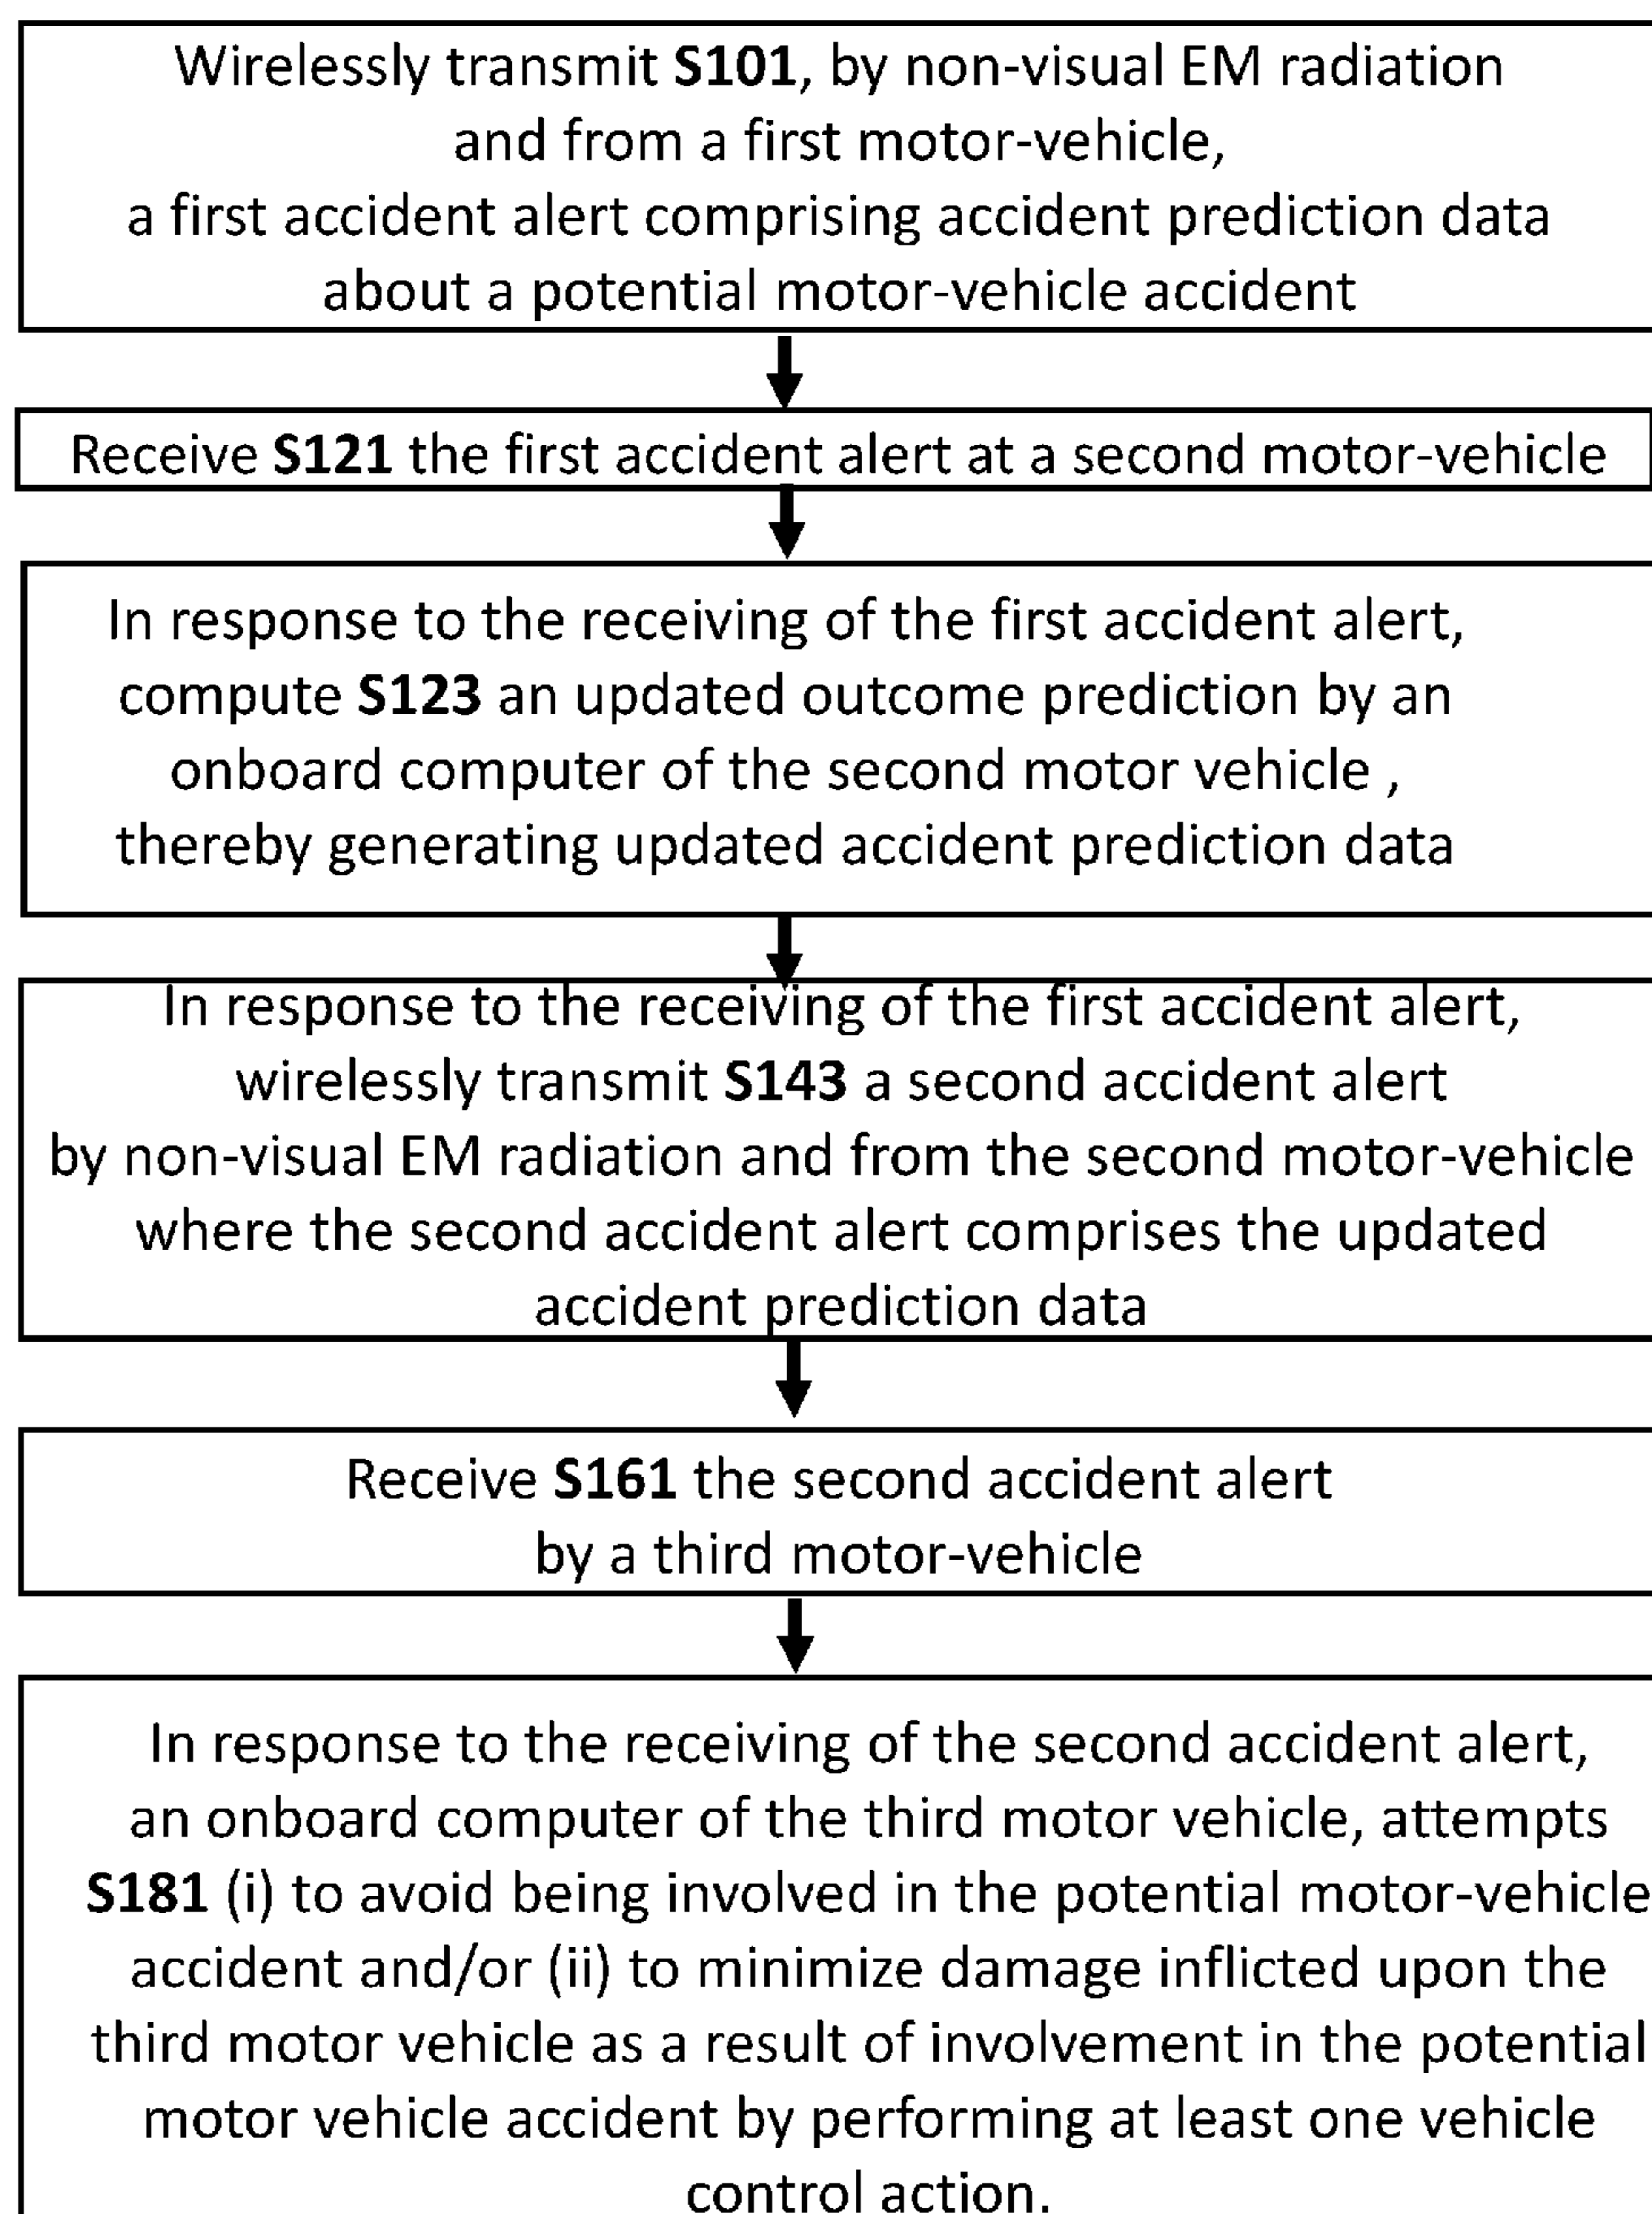 Wirelessly transmit S101, by non-visual EM radiation
and from a first motor-vehicle,
a first accident alert comprising accident prediction data
about a potential motor-vehicle accident
Receive S121 the first accident alert at a second motor-vehicle
In response to the receiving of the first accident alert,
compute S123 an updated outcome prediction by an
onboard computer of the second motor vehicle ,
thereby generating updated accident prediction data
In response to the receiving of the first accident alert,
wirelessly transmit S143 a second accident alert
by non-visual EM radiation and from the second motor-vehicle
where the second accident alert comprises the updated
accident prediction data
Receive S161 the second accident alert
by a third motor-vehicle
In response to the receiving of the second accident alert,
an onboard computer of the third motor vehicle, attempts
S181 (i) to avoid being involved in the potential motor-vehicle
accident and/or (ii) to minimize damage inflicted upon the
third motor vehicle as a result of involvement in the potential
motor vehicle accident by performing at least one vehicle
control action.